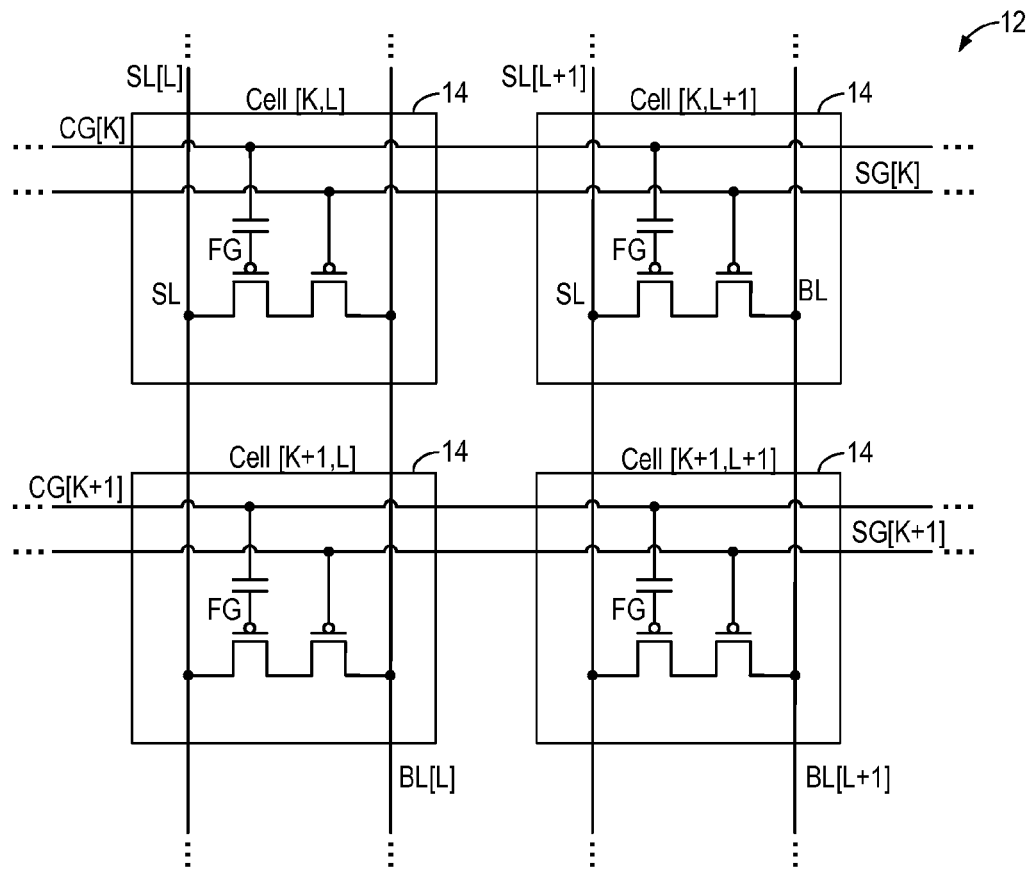 12
SL[L]
SL[L+1]
Cell [K,L]
14
Cell [K,L+1]
14
CG[K]
SG[K]
FG
FG
SL
SL
BL
Cell [K+1,L]
14
Cell [K+1,L+1]
14
CG[K+1]
SG[K+1]
FG
FG
BL[L]
BL[L+1]